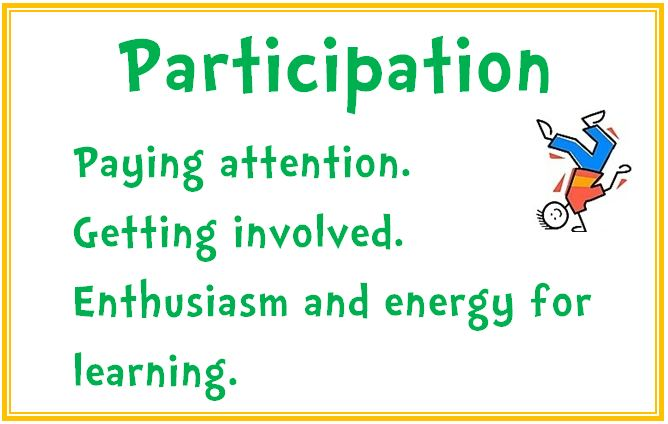 Participation
Paying attention.
Getting involved.
Enthusiasm and energy for
learning.